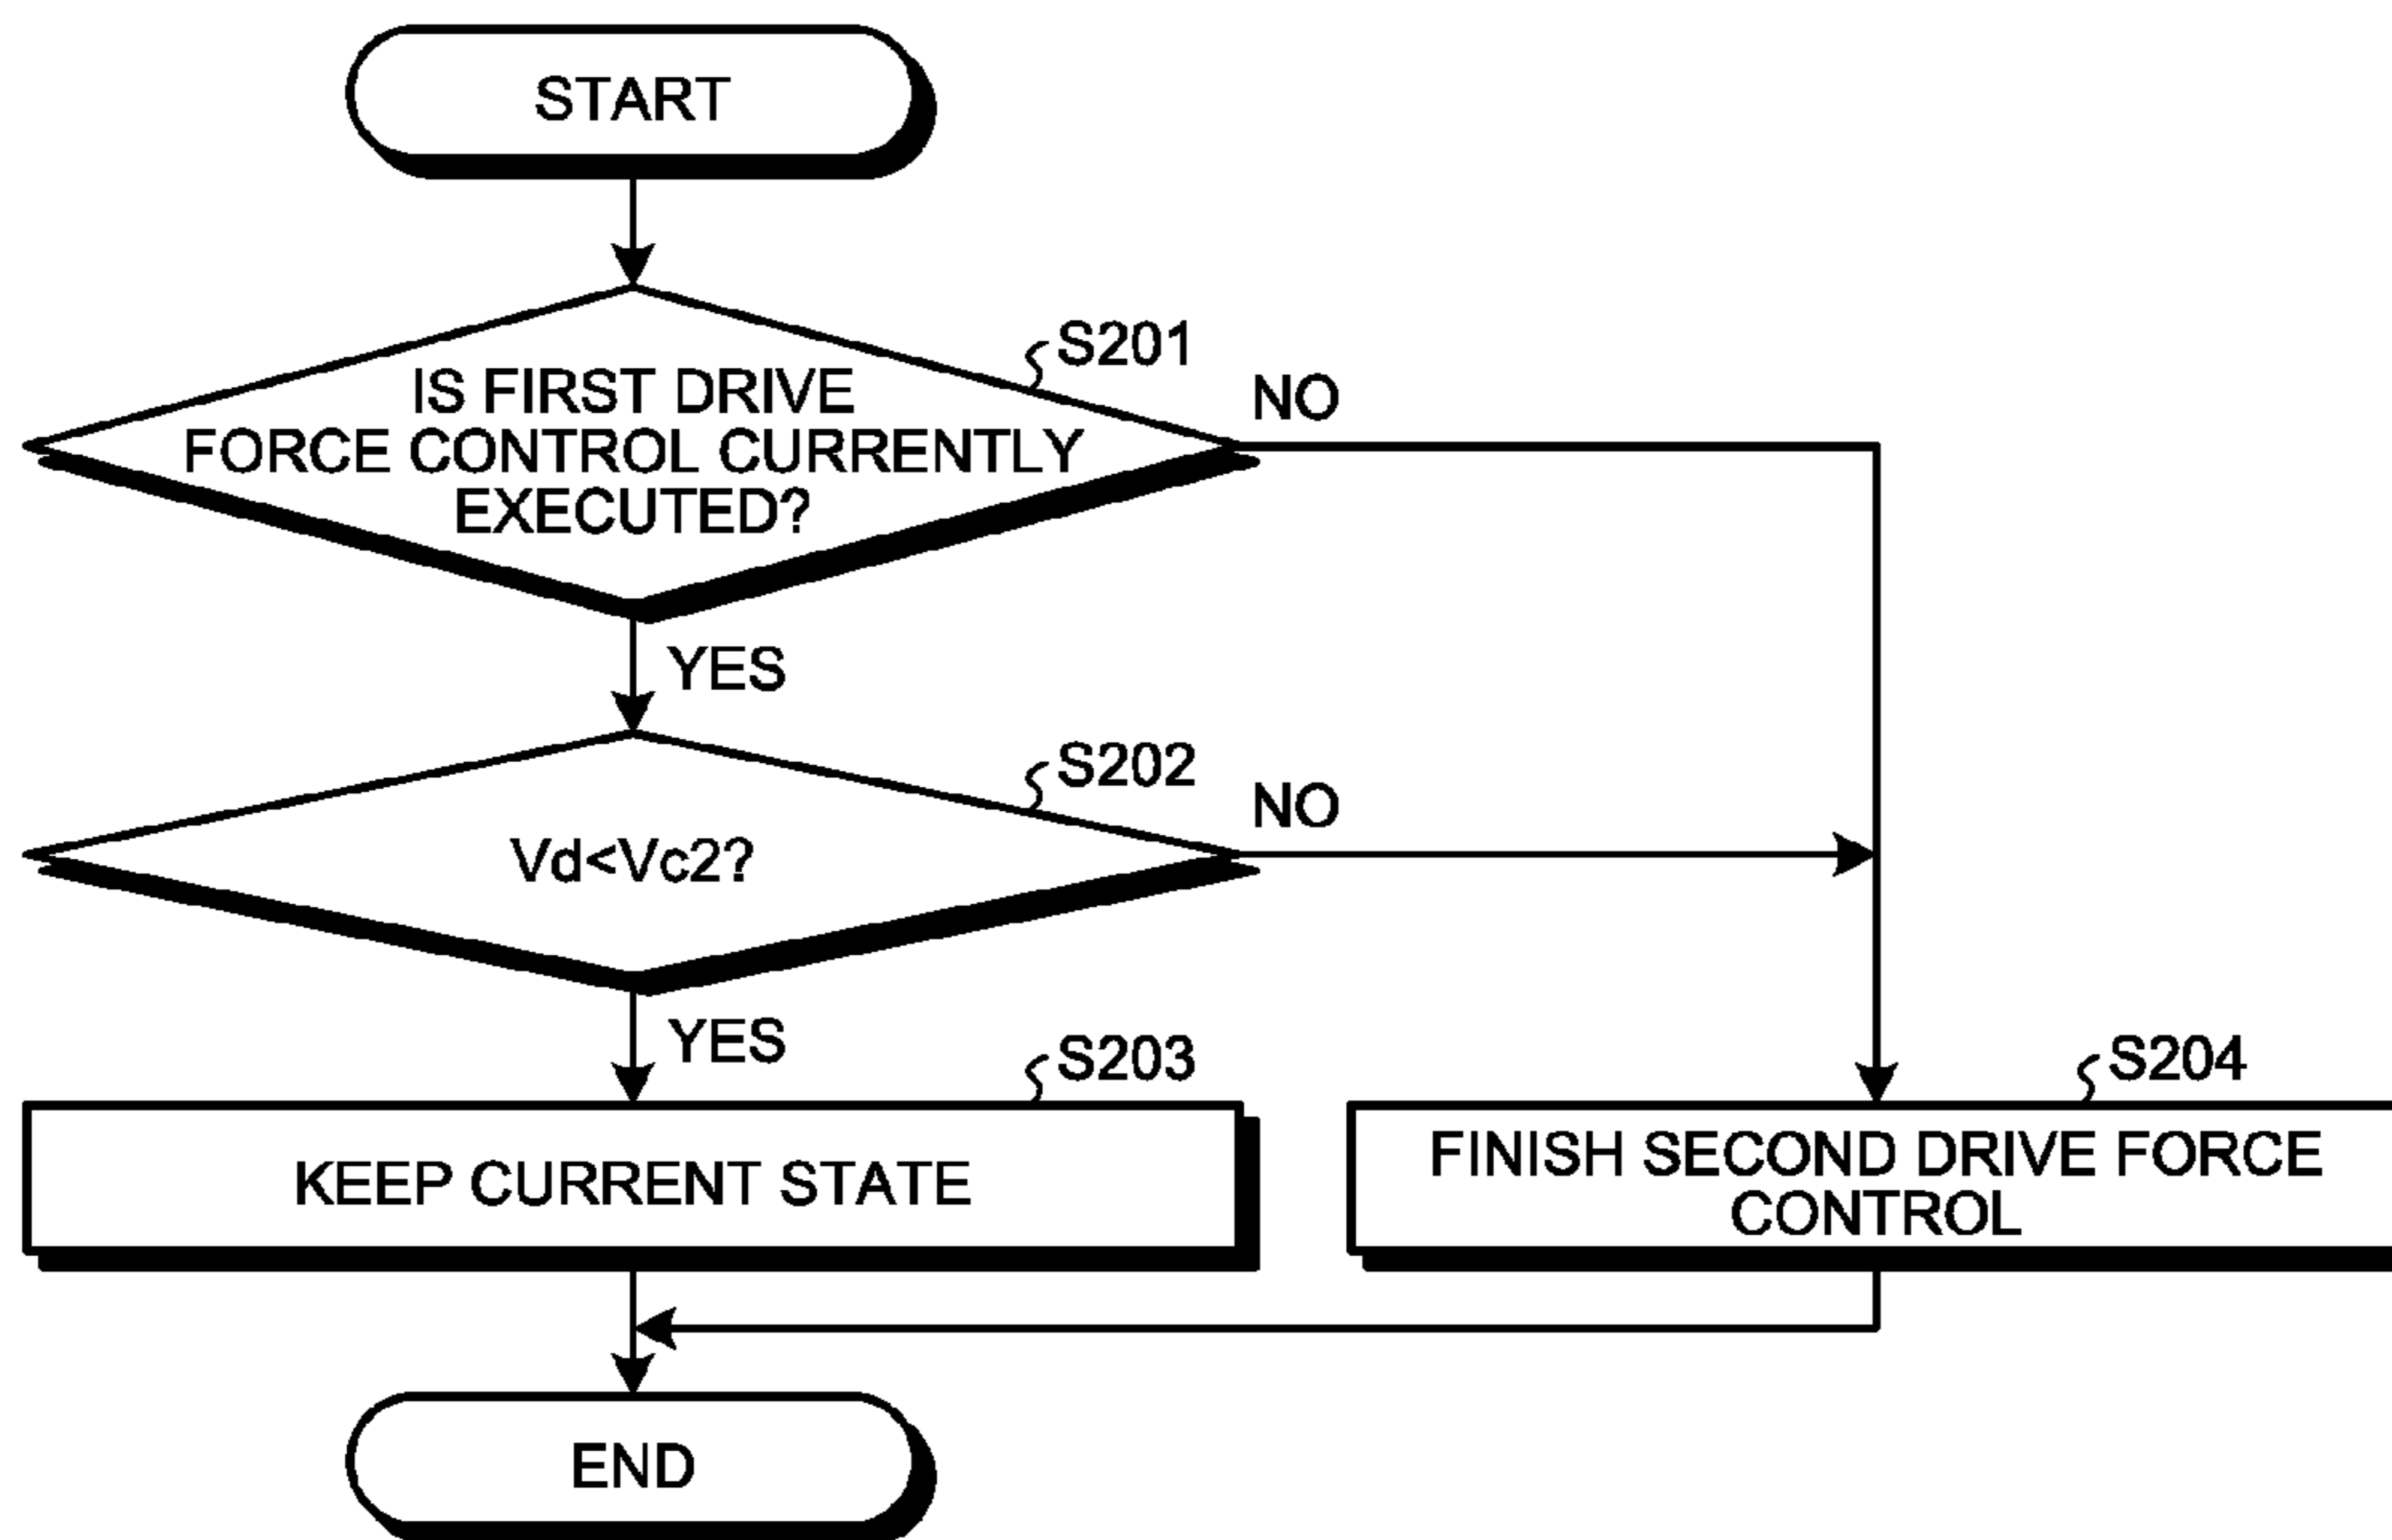 START
S201
IS FIRST DRIVE
FORCE CONTROL CURRENTLY
EXECUTED?
NO
YES
S202
Vd<Vc2?
NO
YES
S203
KEEP CURRENT STATE
S204
FINISH SECOND DRIVE FORCE
CONTROL
END